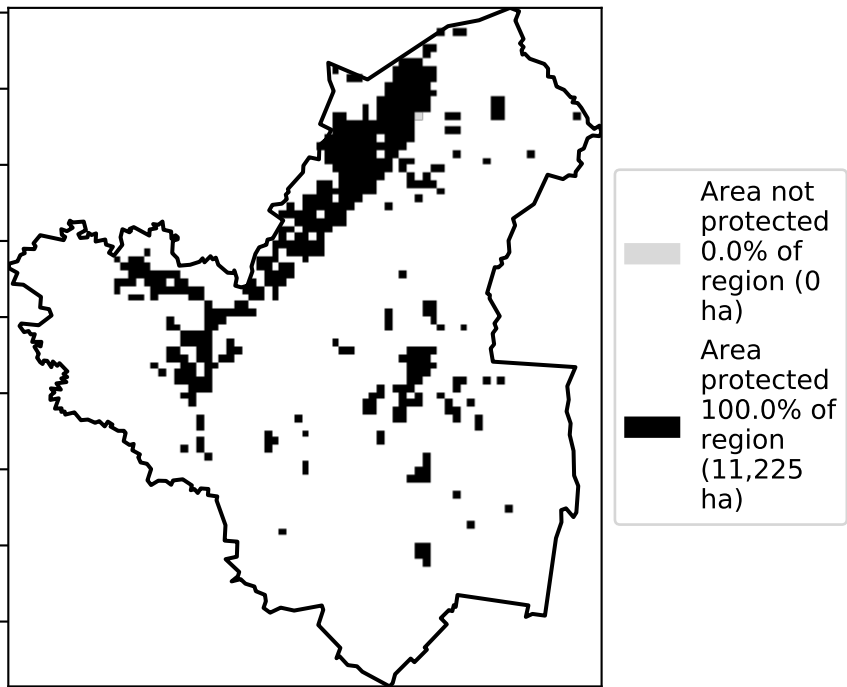 Area not
protected
0.0% of
region (0
ha)
Area
protected
100.0% of
region
(11,225
ha)